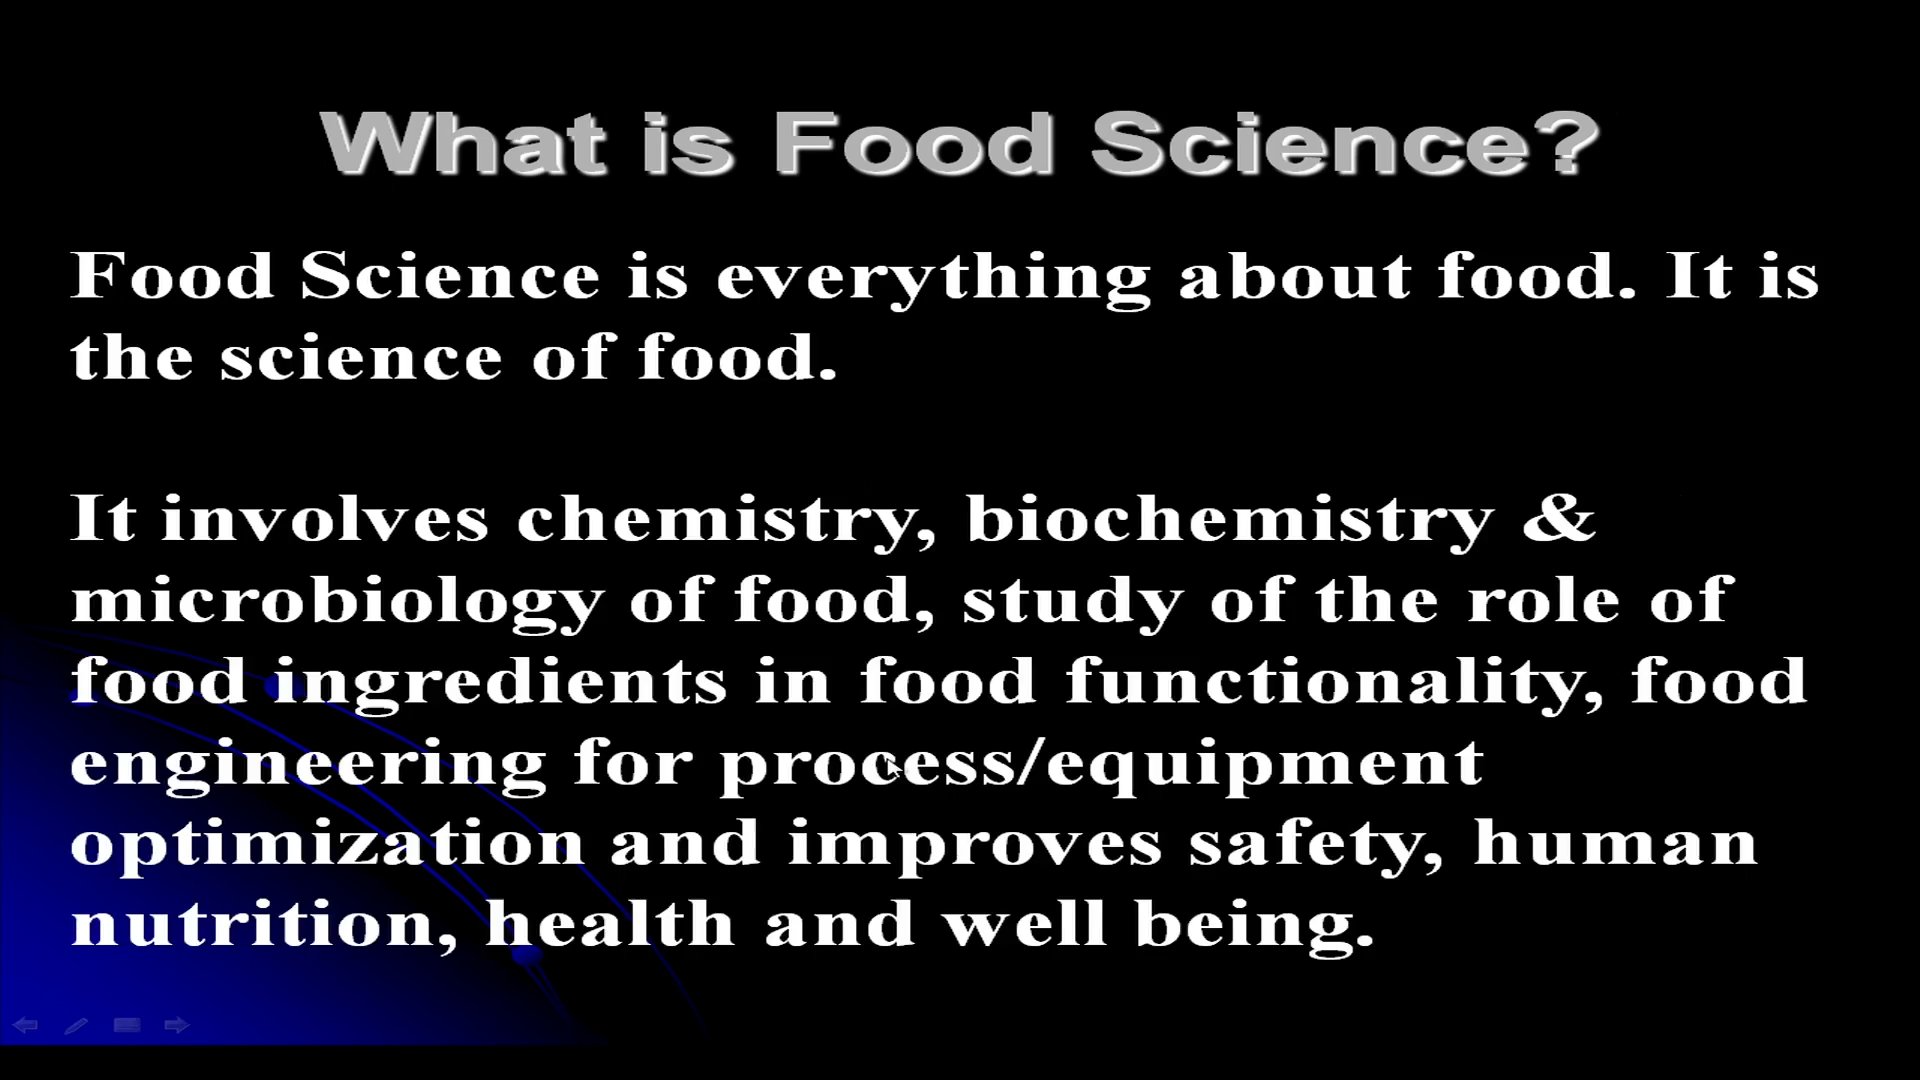 What is Food Science?
Food Science is everything about food. It is
the science of food.
It involves chemistry, biochemistry &
microbiology of food, study of the role of
food ingredients in food functionality, food
engineering for process/equipment
optimization and improves safety, human
nutrition, health and well being.